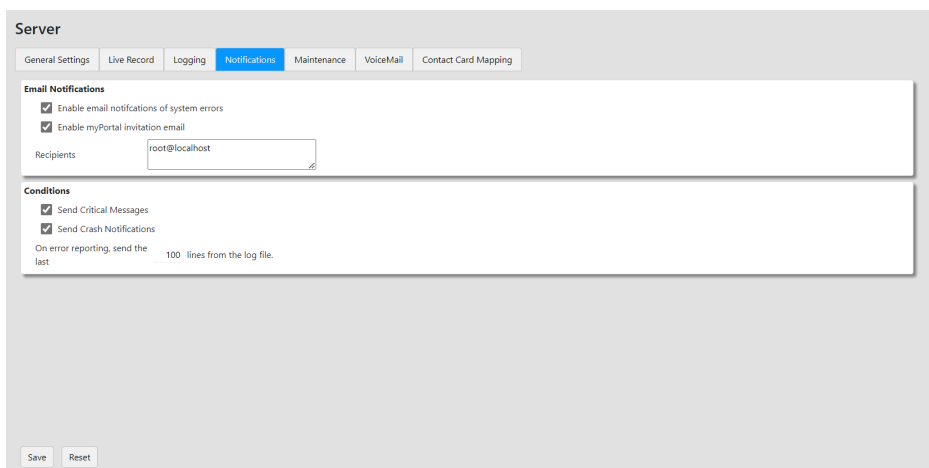 Server
General Settings Live Record Logging Notifications Maintenance VoiceMail Contact Card Mapping
Email Notifications
Enable email notifcations of system errors
Enable myPortal invitation email
Recipients root@localhost
Conditions
Send Critical Messages
Send Crash Notifications
On error reporting, send the
last 100 lines from the log file.
Save Reset